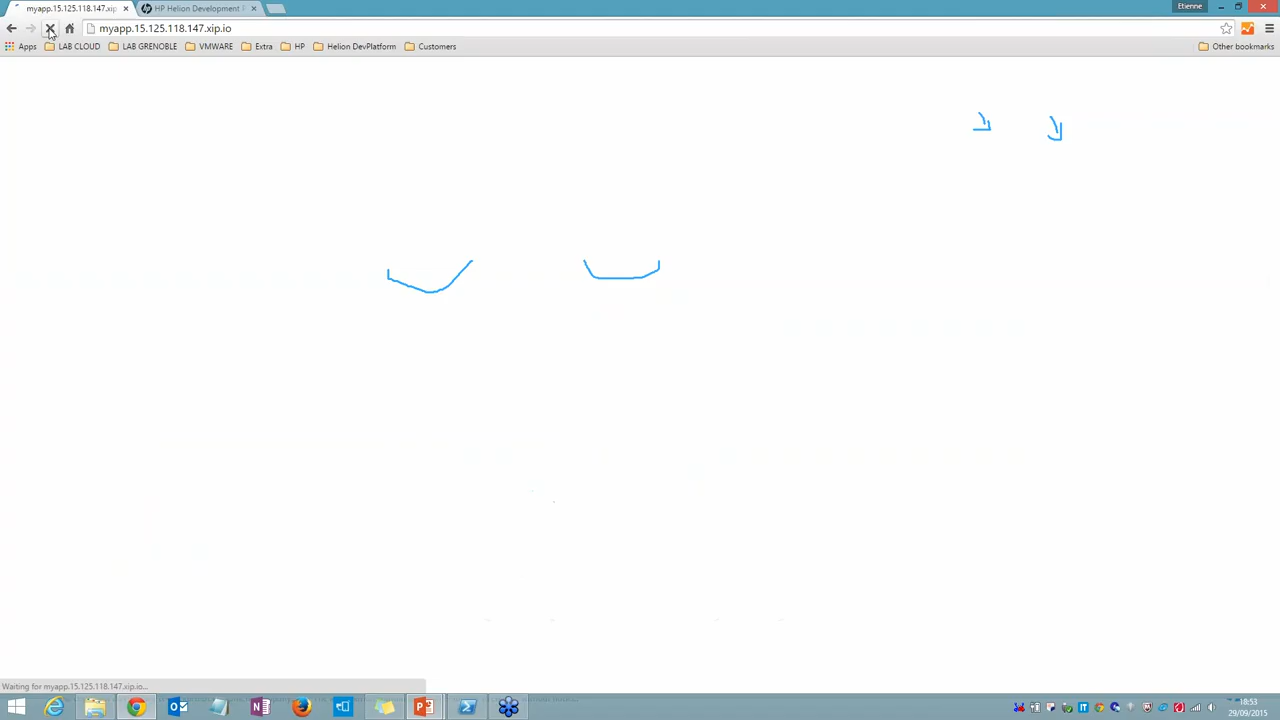 Etienne
myapp.15.125.118.147.xip
HP Helion Development F
myapp.15.125.118.147.xip.io
Apps
LAB CLOUD
LAB GRENOBLE
VMWARE
Extra
HP
Helion DevPlatform
Customers
Other bookmarks
Waiting for myapp.15.125.118.147.xip.io...
18:53
29/09/2015